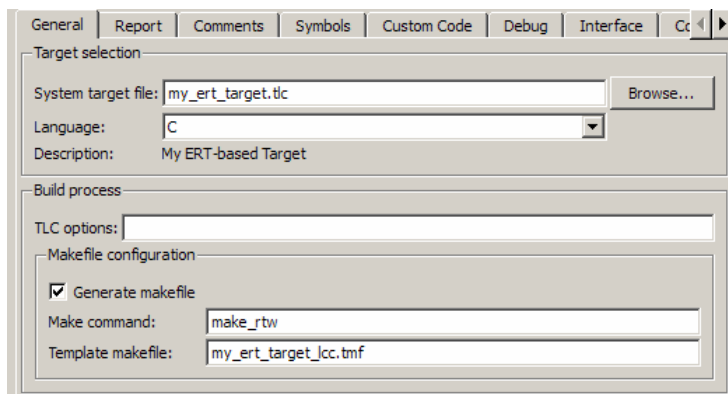 General Report Comments Symbols Custom Code Debug Interface
Target selection
System target file: my_ert_target.tlc Browse...
Language: C
Description: My ERT-based Target
Build process
TLC options:
Makefile configuration
Generate makefile
Make command: make_rtw
Template makefile: my_ert_target_lcc.tmf